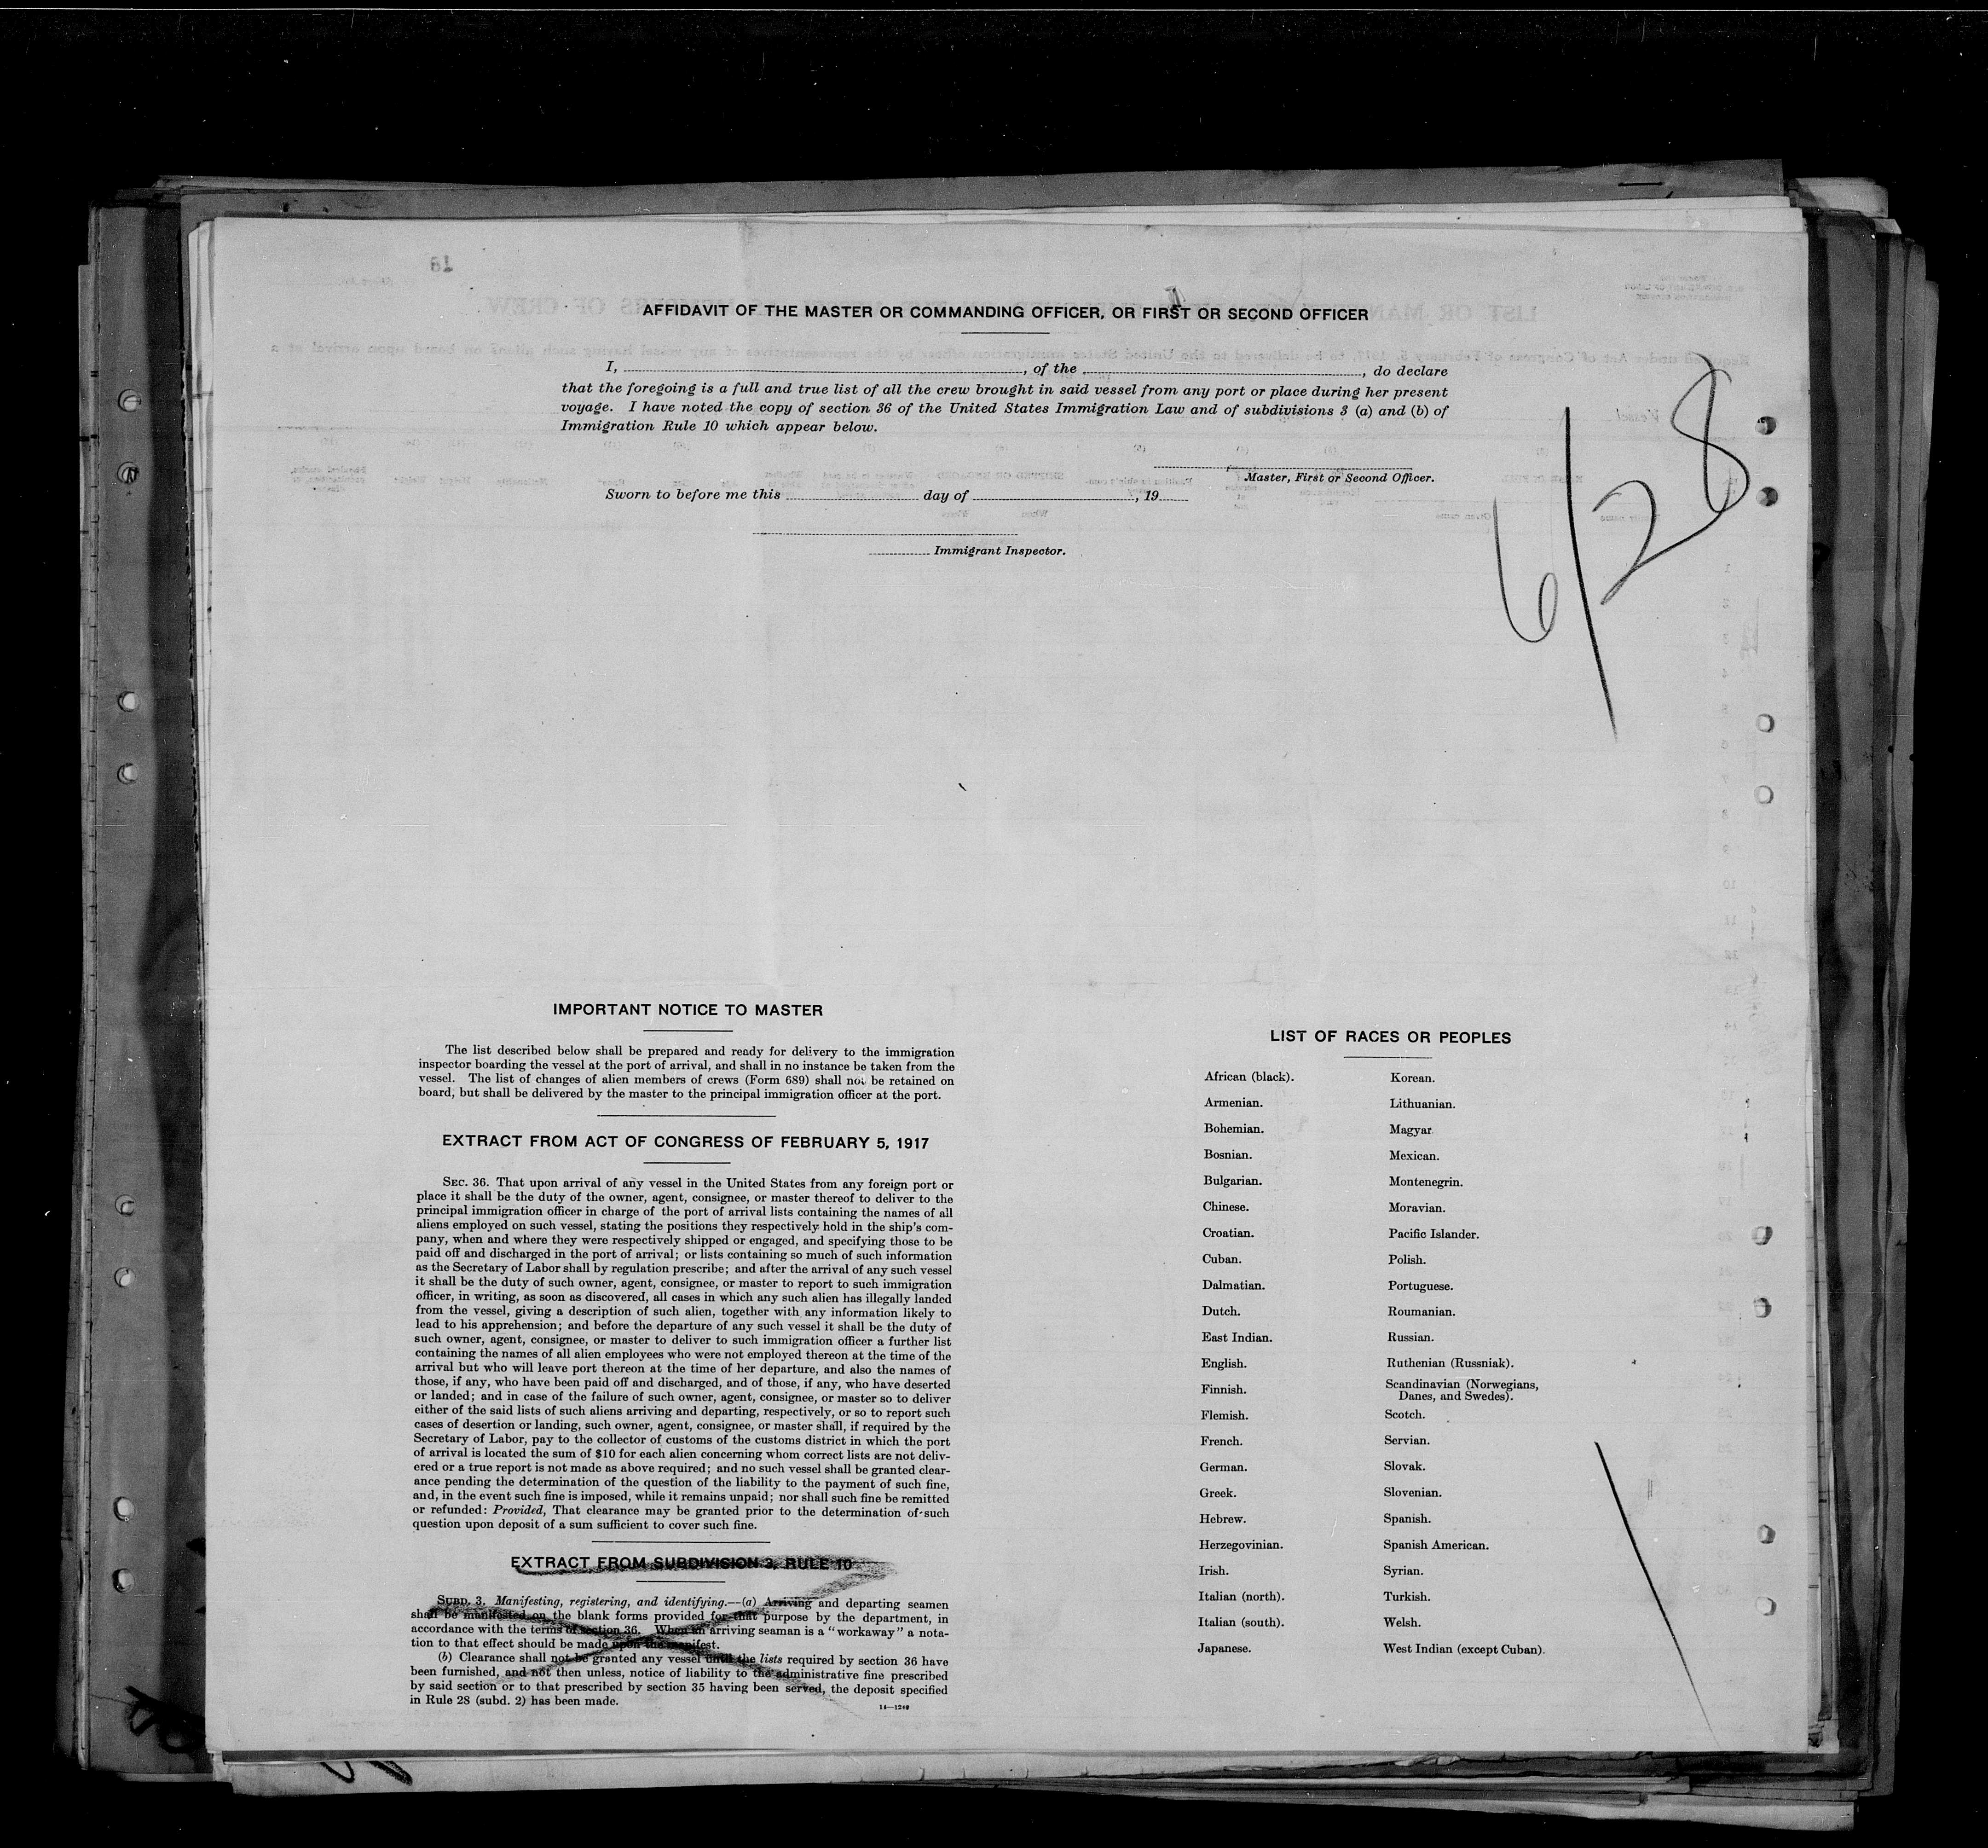 AFFIDAVIT OF THE MASTER OR COMMANDING OFFICER, OR FIRST OR SECOND OFFICER
I, , of the , do declare
that the foregoing is a full and true list of all the crew brought in said vessel from any port or place during her present
voyage. I have noted the copy of section 36 of the United States Immigration Law and of subdivisions 3 (a) and (b) of
Immigration Rule 10 which appear below.
Master, First or Second Officer.
Sworn to before me this day of , 19
Immigrant Inspector.
6/28
IMPORTANT NOTICE TO MASTER
The list described below shall be prepared and ready for delivery to the immigration
inspector boarding the vessel at the port of arrival, and shall in no instance be taken from the
vessel. The list of changes of alien members of crews (Form 689) shall not be retained on
board, but shall be delivered by the master to the principal immigration officer at the port.
EXTRACT FROM ACT OF CONGRESS OF FEBRUARY 5, 1917
SEC. 36. That upon arrival of any vessel in the United States from any foreign port or
place it shall be the duty of the owner, agent, consignee, or master thereof to deliver to the
principal immigration officer in charge of the port of arrival lists containing the names of all
aliens employed on such vessel, stating the positions they respectively hold in the ship's com-
pany, when and where they were respectively shipped or engaged, and specifying those to be
paid off and discharged in the port of arrival; or lists containing so much of such information
as the Secretary of Labor shall by regulation prescribe; and after the arrival of any such vessel
it shall be the duty of such owner, agent, consignee, or master to report to such immigration
officer, in writing, as soon as discovered, all cases in which any such alien has illegally landed
from the vessel, giving a description of such alien, together with any information likely to
lead to his apprehension; and before the departure of any such vessel it shall be the duty of
such owner, agent, consignee, or master to deliver to such immigration officer a further list
containing the names of all alien employees who were not employed thereon at the time of the
arrival but who will leave port thereon at the time of her departure, and also the names of
those, if any, who have been paid off and discharged, and of those, if any, who have deserted
or landed; and in case of the failure of such owner, agent, consignee, or master so to deliver
either of the said lists of such aliens arriving and departing, respectively, or so to report such
cases of desertion or landing, such owner, agent, consignee, or master shall, if required by the
Secretary of Labor, pay to the collector of customs of the customs district in which the port
of arrival is located the sum of $10 for each alien concerning whom correct lists are not deliv-
ered or a true report is not made as above required; and no such vessel shall be granted clear-
ance pending the determination of the question of the liability to the payment of such fine,
and, in the event such fine is imposed, while it remains unpaid; nor shall such fine be remitted
or refunded: Provided, That clearance may be granted prior to the determination of such
question upon deposit of a sum sufficient to cover such fine.
EXTRACT FROM SUBDIVISION 3, RULE 10
SUBD. 3. Manifesting, registering, and identifying.—(a) Arriving and departing seamen
shall be manifested on the blank forms provided for that purpose by the department, in
accordance with the terms of section 36. When an arriving seaman is a "workaway" a nota-
tion to that effect should be made upon the manifest.
(b) Clearance shall not be granted any vessel until the lists required by section 36 have
been furnished, and not then unless, notice of liability to the administrative fine prescribed
by said section or to that prescribed by section 35 having been served, the deposit specified
in Rule 28 (subd. 2) has been made.
14—1240
LIST OF RACES OR PEOPLES
African (black).
Armenian.
Bohemian.
Bosnian.
Bulgarian.
Chinese.
Croatian.
Cuban.
Dalmatian.
Dutch.
East Indian.
English.
Finnish.
Flemish.
French.
German.
Greek.
Hebrew.
Herzegovinian.
Irish.
Italian (north).
Italian (south).
Japanese.
Korean.
Lithuanian.
Magyar
Mexican.
Montenegrin.
Moravian.
Pacific Islander.
Polish.
Portuguese.
Roumanian.
Russian.
Ruthenian (Russniak).
Scandinavian (Norwegians,
Danes, and Swedes).
Scotch.
Servian.
Slovak.
Slovenian.
Spanish.
Spanish American.
Syrian.
Turkish.
Welsh.
West Indian (except Cuban).